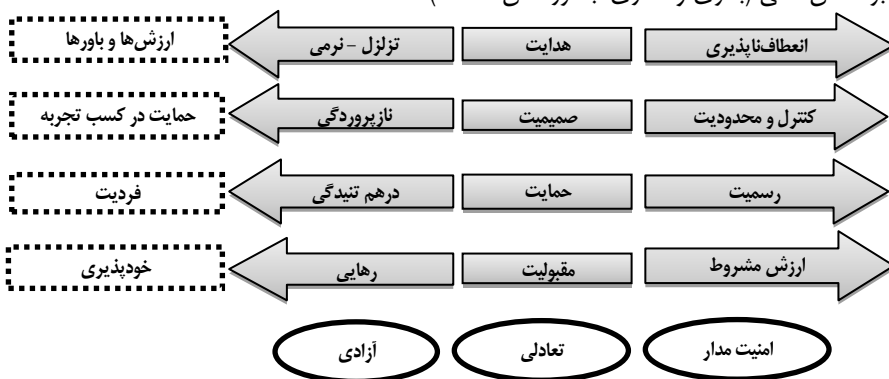 انعطاف‌ناپذیری هدایت تزلزل - نرمی ارزش‌ها و باورها
کنترل و محدودیت صمیمیت نازپروردگی حمایت در کسب تجربه
رسمیت حمایت درهم تنیدگی فردیت
ارزش مشروط مقبولیت رهایی خودپذیری
امنیت مدار تعادلی آزادی